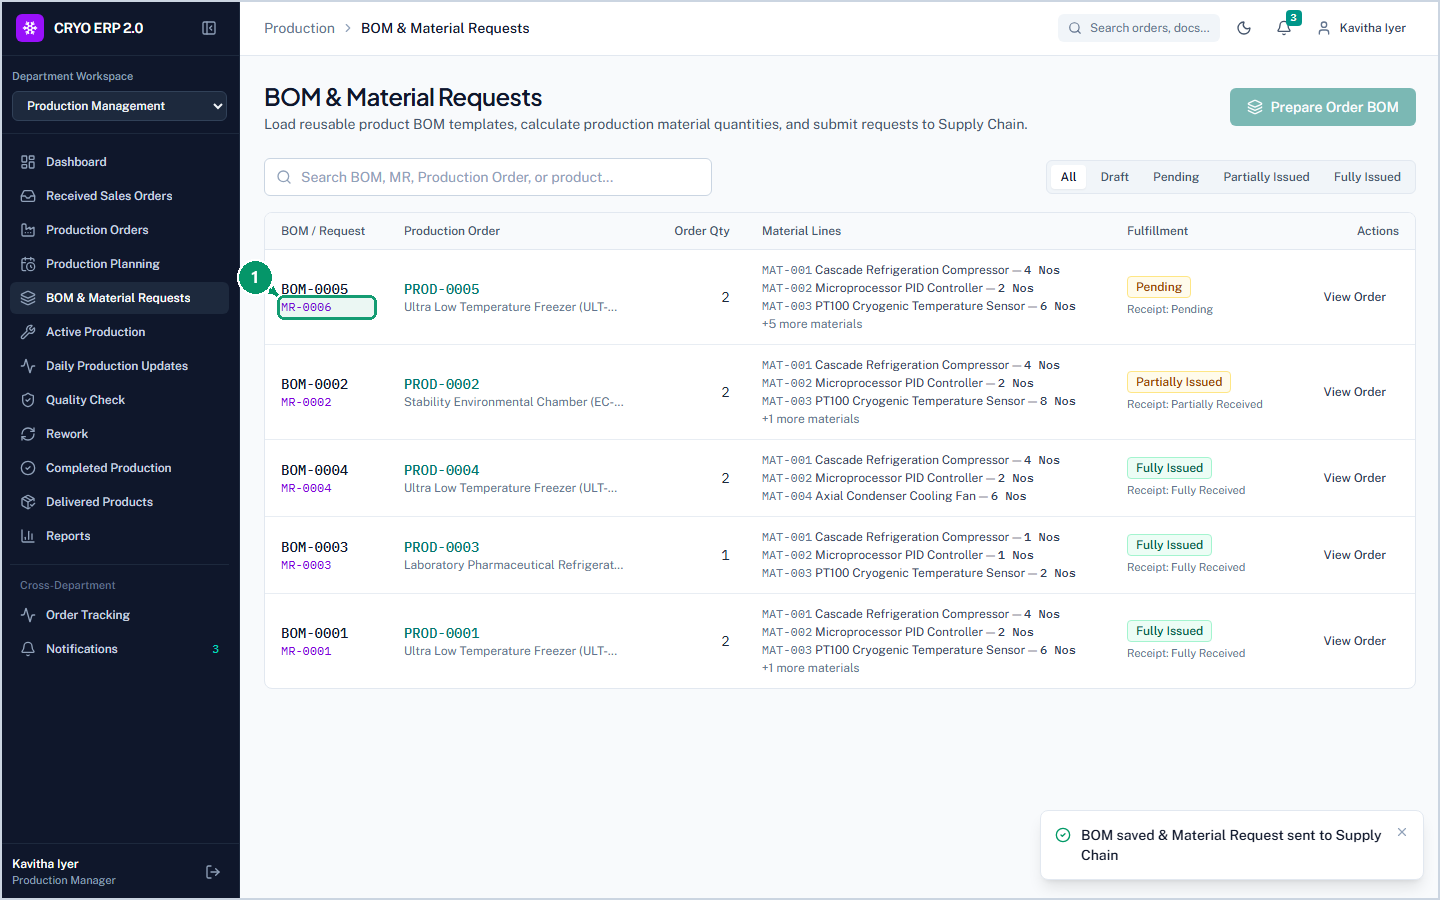 CRYO ERP 2.0
Department Workspace
Production Management
Dashboard
Received Sales Orders
Production Orders
Production Planning
BOM & Material Requests
Active Production
Daily Production Updates
Quality Check
Rework
Completed Production
Delivered Products
Reports
Cross-Department
Order Tracking
Notifications 3
Kavitha Iyer
Production Manager
Production > BOM & Material Requests
Search orders, docs...
3
Kavitha Iyer
BOM & Material Requests
Load reusable product BOM templates, calculate production material quantities, and submit requests to Supply Chain.
Prepare Order BOM
Search BOM, MR, Production Order, or product...
All Draft Pending Partially Issued Fully Issued
BOM / Request Production Order Order Qty Material Lines Fulfillment Actions
1
BOM-0005
MR-0006
PROD-0005
Ultra Low Temperature Freezer (ULT-...
2
MAT-001 Cascade Refrigeration Compressor — 4 Nos
MAT-002 Microprocessor PID Controller — 2 Nos
MAT-003 PT100 Cryogenic Temperature Sensor — 6 Nos
+5 more materials
Pending
Receipt: Pending
View Order
BOM-0002
MR-0002
PROD-0002
Stability Environmental Chamber (EC-...
2
MAT-001 Cascade Refrigeration Compressor — 4 Nos
MAT-002 Microprocessor PID Controller — 2 Nos
MAT-003 PT100 Cryogenic Temperature Sensor — 8 Nos
+1 more materials
Partially Issued
Receipt: Partially Received
View Order
BOM-0004
MR-0004
PROD-0004
Ultra Low Temperature Freezer (ULT-...
2
MAT-001 Cascade Refrigeration Compressor — 4 Nos
MAT-002 Microprocessor PID Controller — 2 Nos
MAT-004 Axial Condenser Cooling Fan — 6 Nos
Fully Issued
Receipt: Fully Received
View Order
BOM-0003
MR-0003
PROD-0003
Laboratory Pharmaceutical Refrigerat...
1
MAT-001 Cascade Refrigeration Compressor — 1 Nos
MAT-002 Microprocessor PID Controller — 1 Nos
MAT-003 PT100 Cryogenic Temperature Sensor — 2 Nos
Fully Issued
Receipt: Fully Received
View Order
BOM-0001
MR-0001
PROD-0001
Ultra Low Temperature Freezer (ULT-...
2
MAT-001 Cascade Refrigeration Compressor — 4 Nos
MAT-002 Microprocessor PID Controller — 2 Nos
MAT-003 PT100 Cryogenic Temperature Sensor — 6 Nos
+1 more materials
Fully Issued
Receipt: Fully Received
View Order
BOM saved & Material Request sent to Supply
Chain